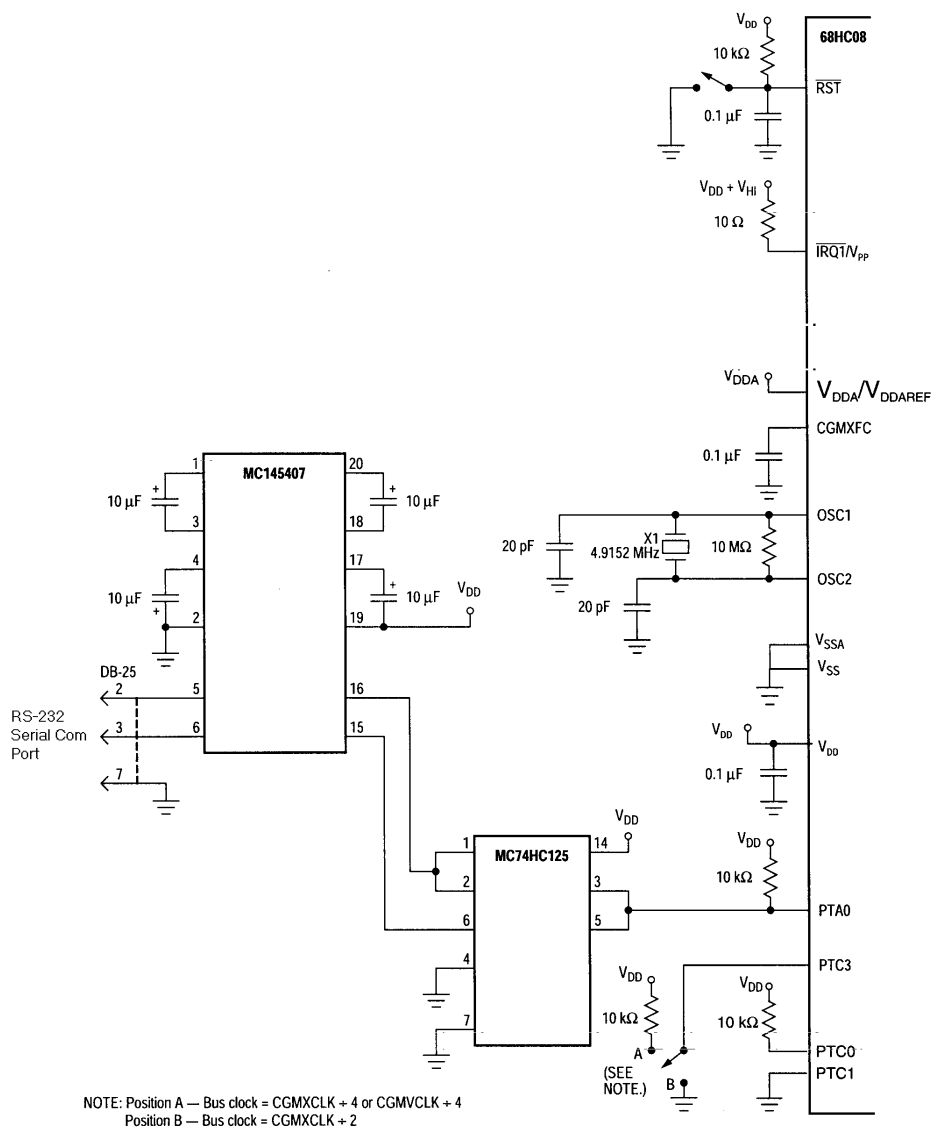 VDD
68HC08
10 kΩ
RST
0.1 µF
VDD + VHI
10 Ω
IRQ1/VPP
VDDA
VDDA/VDDAREF
CGMXFC
0.1 µF
1
MC145407
20
10 µF
+
+
10 µF
3
18
OSC1
20 pF
X1
4.9152 MHz
10 MΩ
4
17
OSC2
10 µF
+
+
10 µF
VDD
20 pF
2
19
VSSA
VSS
DB-25
2
5
16
RS-232
Serial Com
Port
3
6
15
VDD
VDD
7
0.1 µF
VDD
1
MC74HC125
14
VDD
2
3
10 kΩ
6
5
PTA0
4
PTC3
VDD
VDD
7
10 kΩ
10 kΩ
A
PTC0
(SEE
NOTE.)
B
PTC1
NOTE: Position A — Bus clock = CGMXCLK ÷ 4 or CGMVCLK ÷ 4
Position B — Bus clock = CGMXCLK ÷ 2